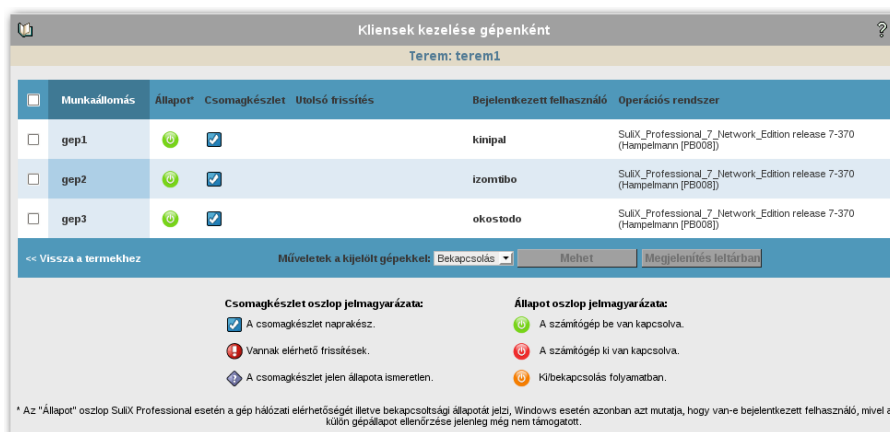 Kliensek kezelése gépenként
Terem: terem1
Munkaállomás Állapot* Csomagkészlet Utolsó frissítés Bejelentkezett felhasználó Operációs rendszer
gep1 kinipal SuliX_Professional_7_Network_Edition release 7-370
(Hampelmann [PB008])
gep2 izomtibo SuliX_Professional_7_Network_Edition release 7-370
(Hampelmann [PB008])
gep3 okostodo SuliX_Professional_7_Network_Edition release 7-370
(Hampelmann [PB008])
<< Vissza a termekhez Műveletek a kijelölt gépekkel: Bekapcsolás Mehet Megjelenítés leltárban
Csomagkészlet oszlop jelmagyarázata: Állapot oszlop jelmagyarázata:
A csomagkészlet naprakész. A számítógép be van kapcsolva.
Vannak elérhető frissítések. A számítógép ki van kapcsolva.
A csomagkészlet jelen állapota ismeretlen. Ki/bekapcsolás folyamatban.
* Az "Állapot" oszlop SuliX Professional esetén a gép hálózati elérhetőségét illetve bekapcsoltsági állapotát jelzi, Windows esetén azonban azt mutatja, hogy van-e bejelentkezett felhasználó, mivel a
külön gépállapot ellenőrzése jelenleg még nem támogatott.